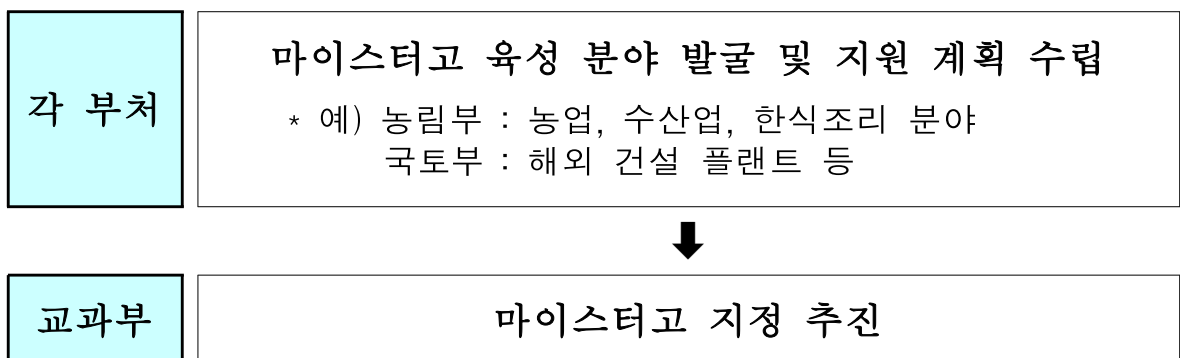 각 부처
마이스터고 육성 분야 발굴 및 지원 계획 수립
* 예) 농림부 : 농업, 수산업, 한식조리 분야
국토부 : 해외 건설 플랜트 등
교과부
마이스터고 지정 추진